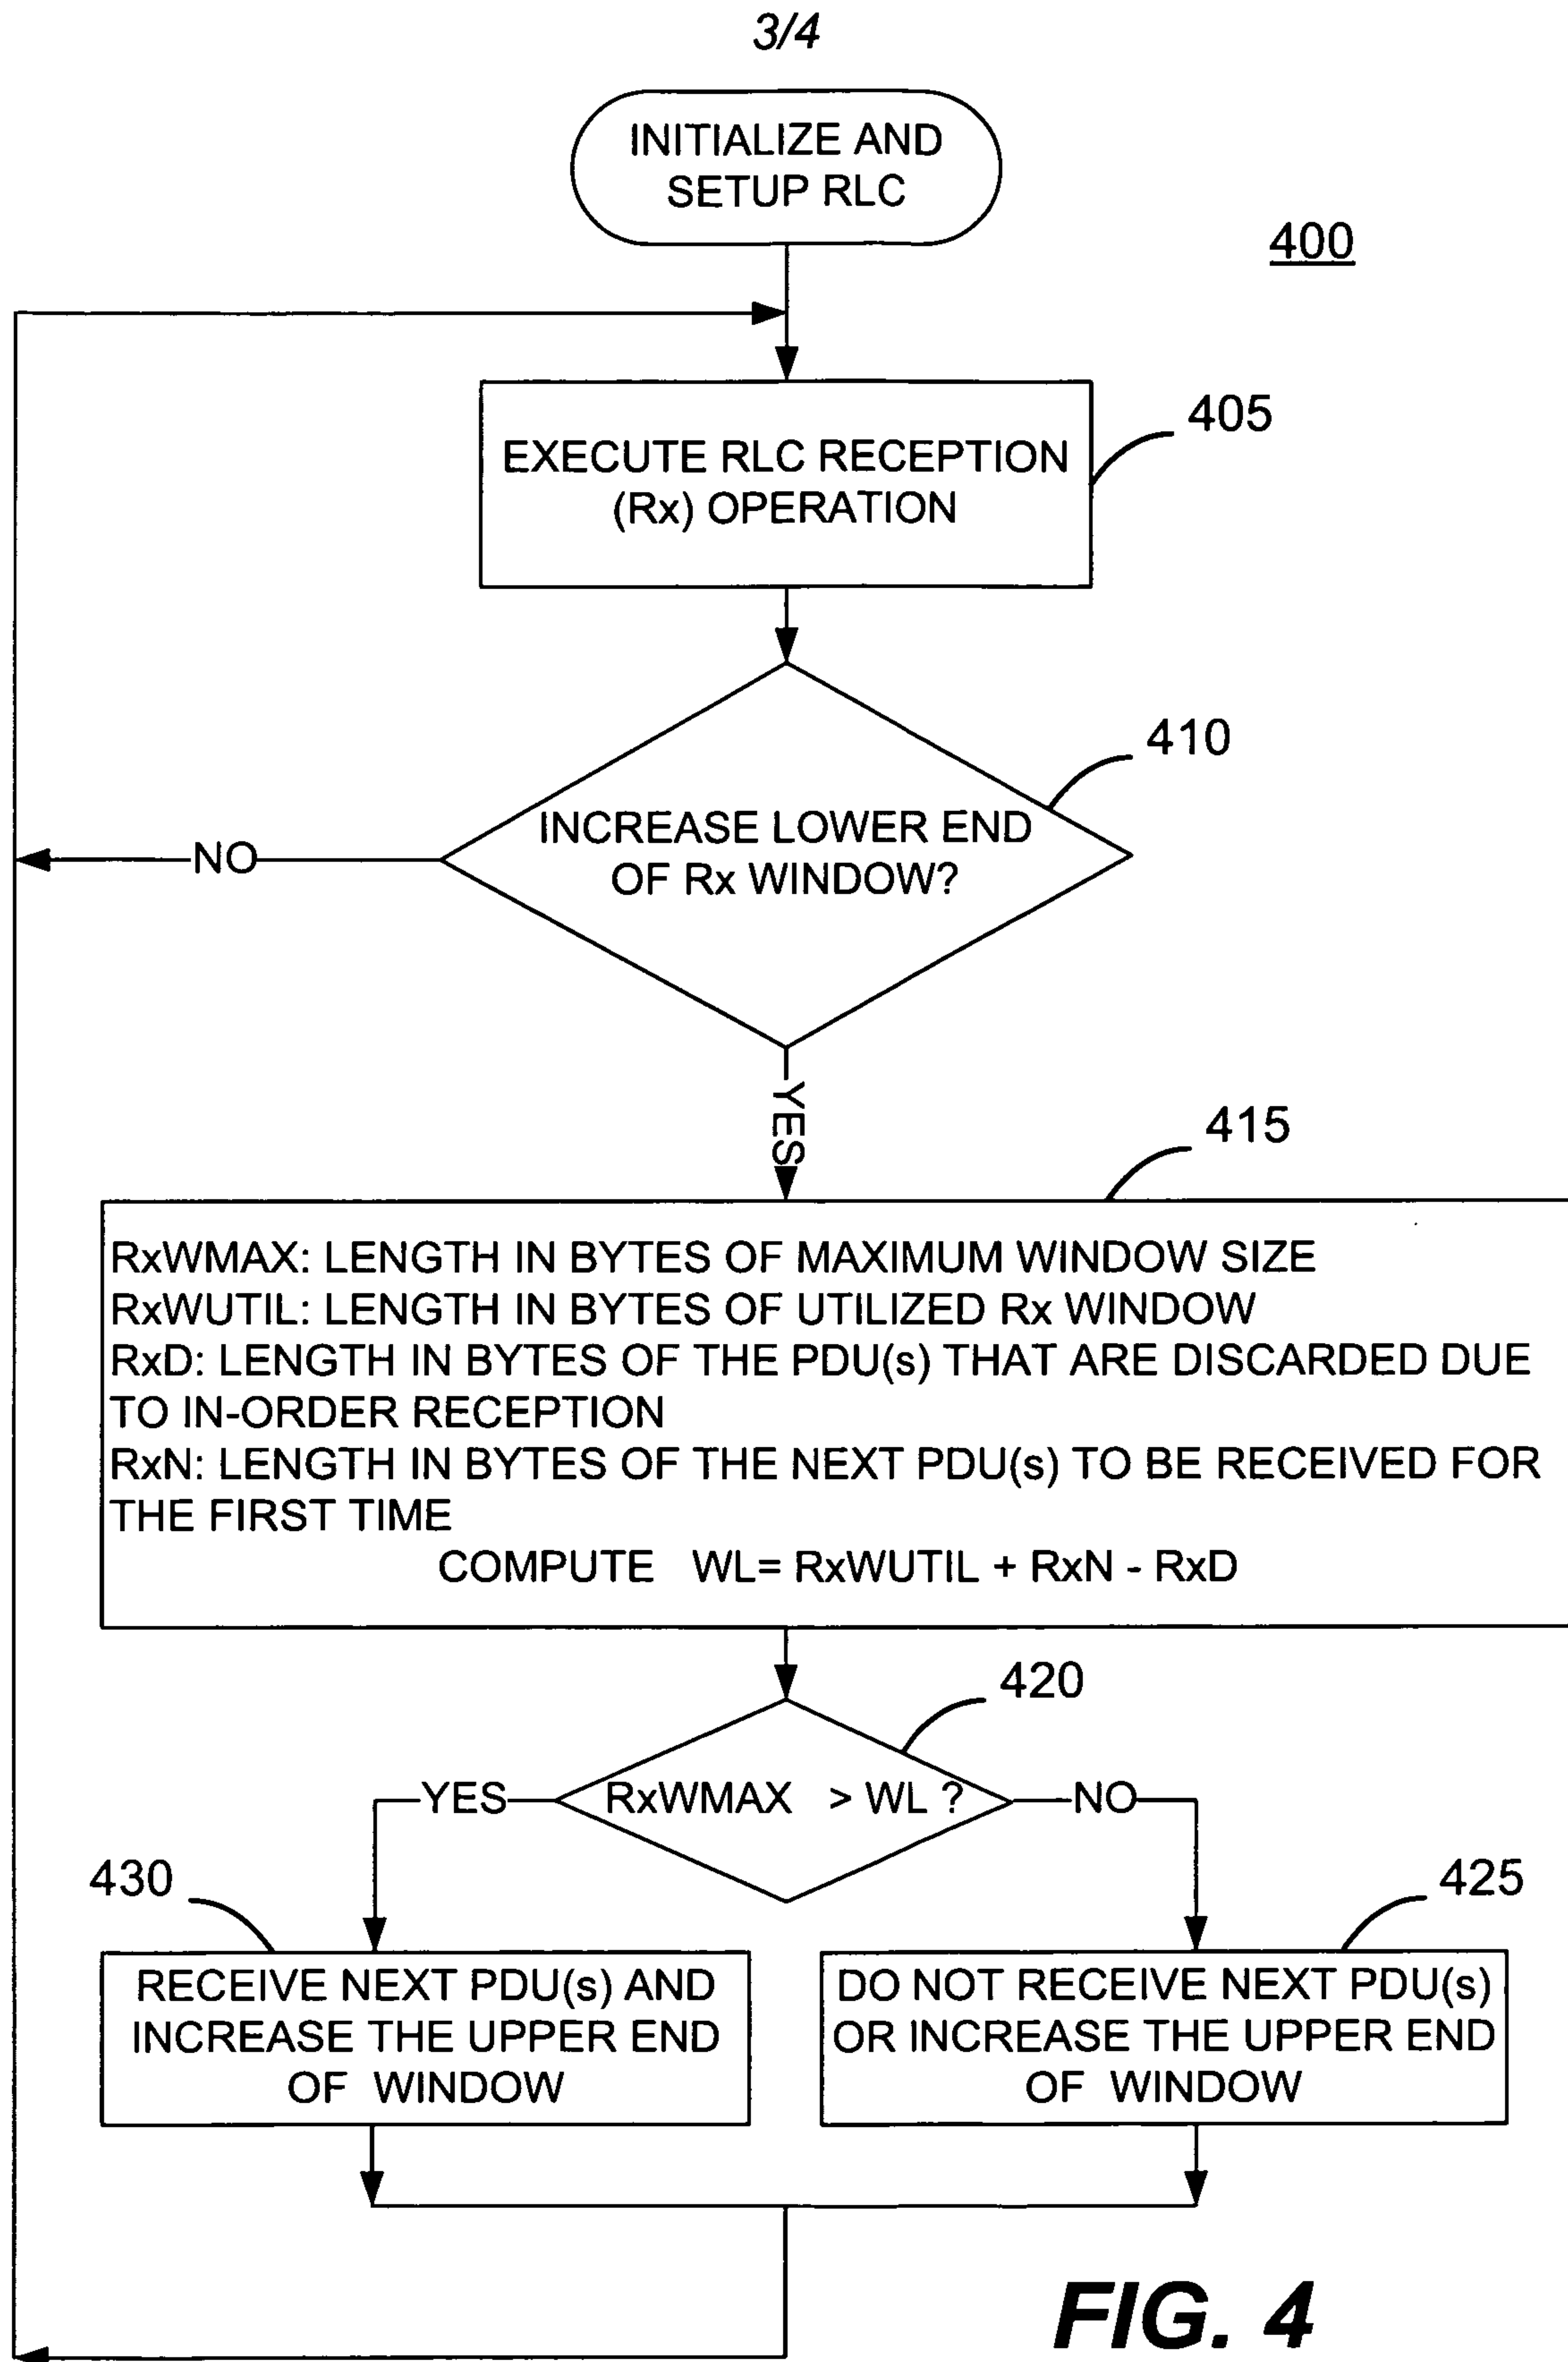 3/4
INITIALIZE AND
SETUP RLC
400
405
EXECUTE RLC RECEPTION
(Rx) OPERATION
410
INCREASE LOWER END
OF Rx WINDOW?
NO
YES
415
RxWMAX: LENGTH IN BYTES OF MAXIMUM WINDOW SIZE
RxWUTIL: LENGTH IN BYTES OF UTILIZED Rx WINDOW
RxD: LENGTH IN BYTES OF THE PDU(s) THAT ARE DISCARDED DUE
TO IN-ORDER RECEPTION
RxN: LENGTH IN BYTES OF THE NEXT PDU(s) TO BE RECEIVED FOR
THE FIRST TIME
COMPUTE WL= RxWUTIL + RxN - RxD
420
YES
RxWMAX > WL ?
NO
430
425
RECEIVE NEXT PDU(s) AND
INCREASE THE UPPER END
OF WINDOW
DO NOT RECEIVE NEXT PDU(s)
OR INCREASE THE UPPER END
OF WINDOW
FIG. 4